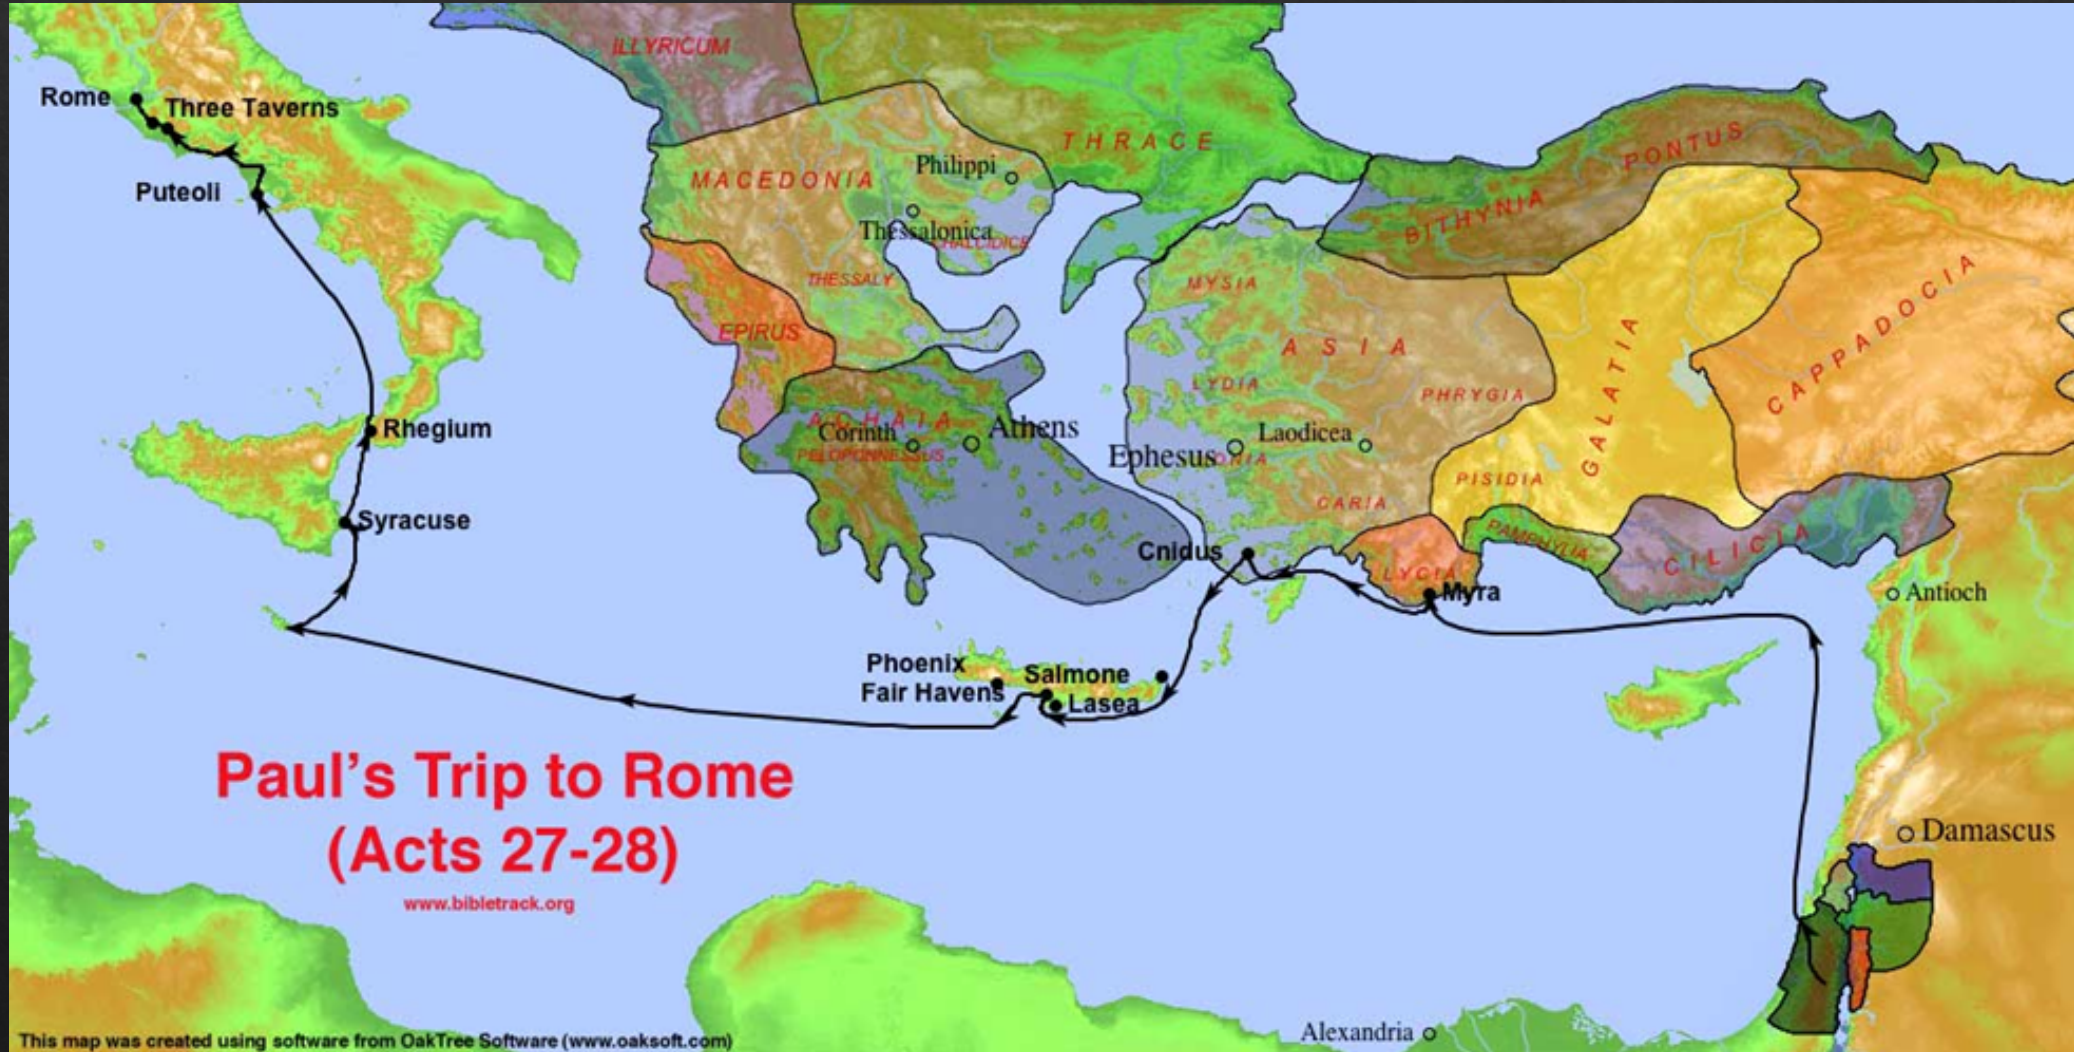 ILLYRICUM
Rome
Three Taverns
THRACE
PONTUS
Philippi
MACEDONIA
Puteoli
BITHYNIA
Thessalonica
CHALCIDICE
THESSALY
MYSIA
EPIRUS
ASIA
GALATIA
CAPPADOCIA
LYDIA
PHRYGIA
ACHAIA
Athens
Rhegium
Corinth
Laodicea
PELOPONNESUS
Ephesus
PISIDIA
CARIA
Syracuse
PAMPHYLIA
CILICIA
Cnidus
LYCIA
Myra
Antioch
Phoenix
Salmone
Fair Havens
Lasea
Paul's Trip to Rome
(Acts 27-28)
www.bibletrack.org
Damascus
Alexandria
This map was created using software from OakTree Software (www.oaksoft.com)